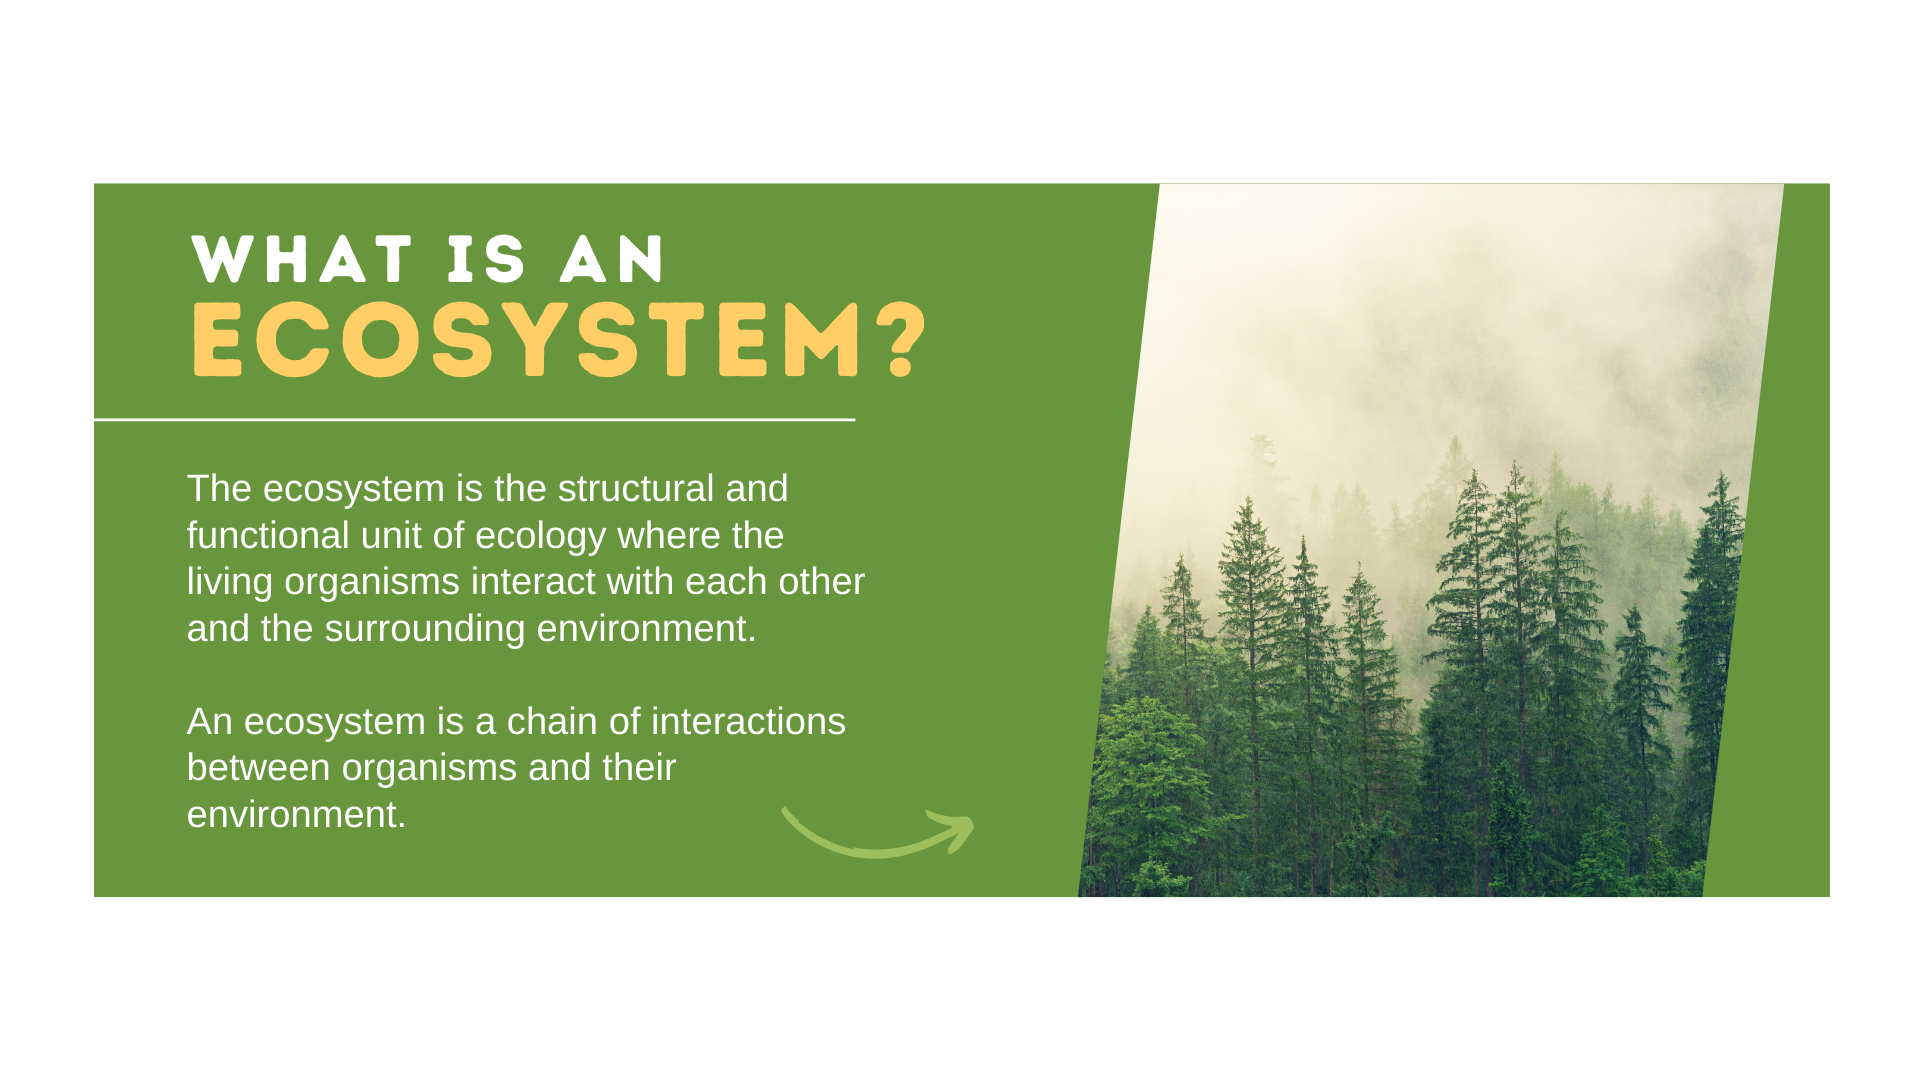 WHAT IS AN
ECOSYSTEM?
The ecosystem is the structural and
functional unit of ecology where the
living organisms interact with each other
and the surrounding environment.
An ecosystem is a chain of interactions
between organisms and their
environment.